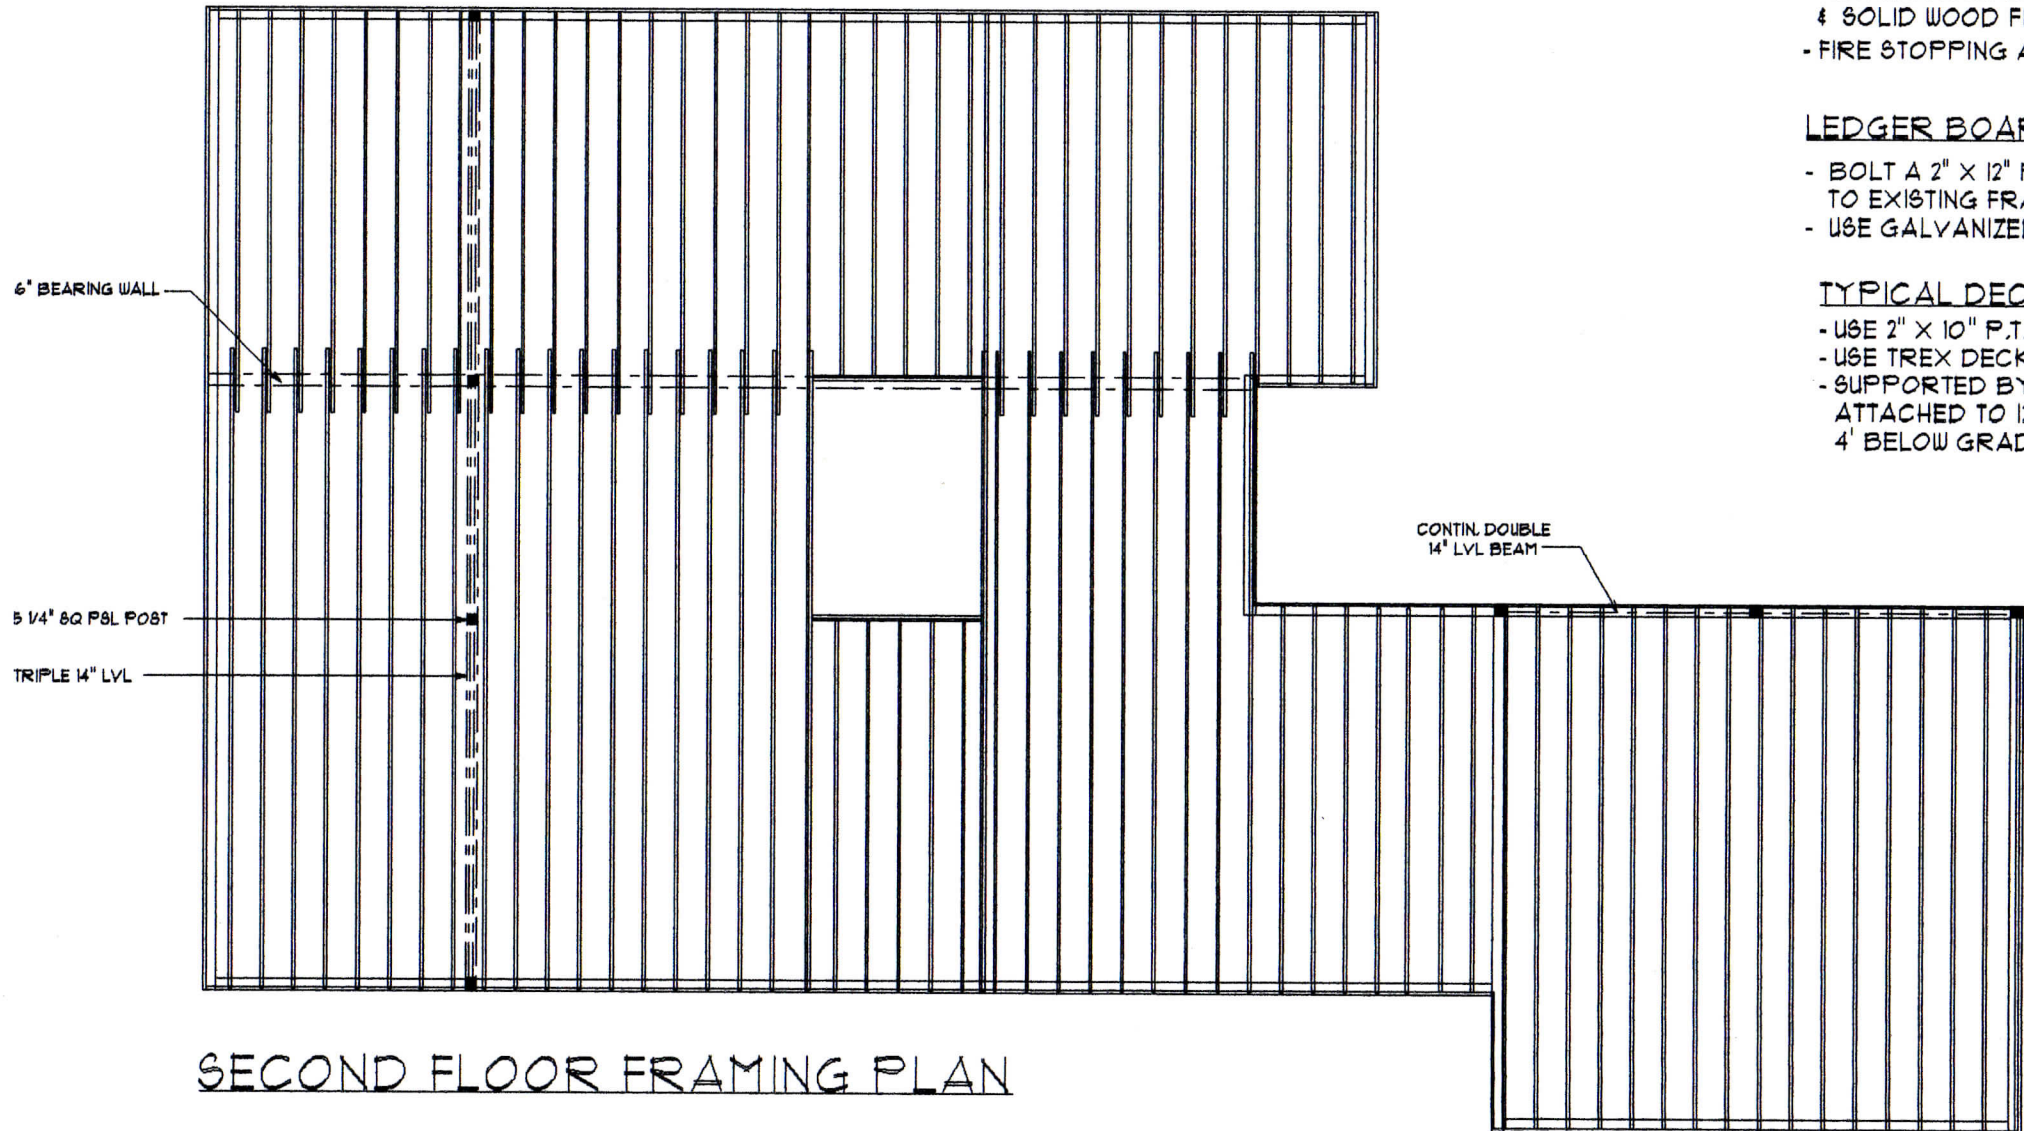 & SOLID WOOD
- FIRE STOPPING
LEDGER
- BOLT A 2" X 12"
TO EXISTING
- USE
TYPICAL
- USE 2" X 10" P.T.
- USE TREX DECK
- SUPPORTED BY
ATTACHED TO
4' BELOW
6" BEARING WALL
5 1/4" SQ PSL POST
TRIPLE 14" LVL
CONTIN. DOUBLE
14" LVL BEAM
SECOND FLOOR FRAMING PLAN